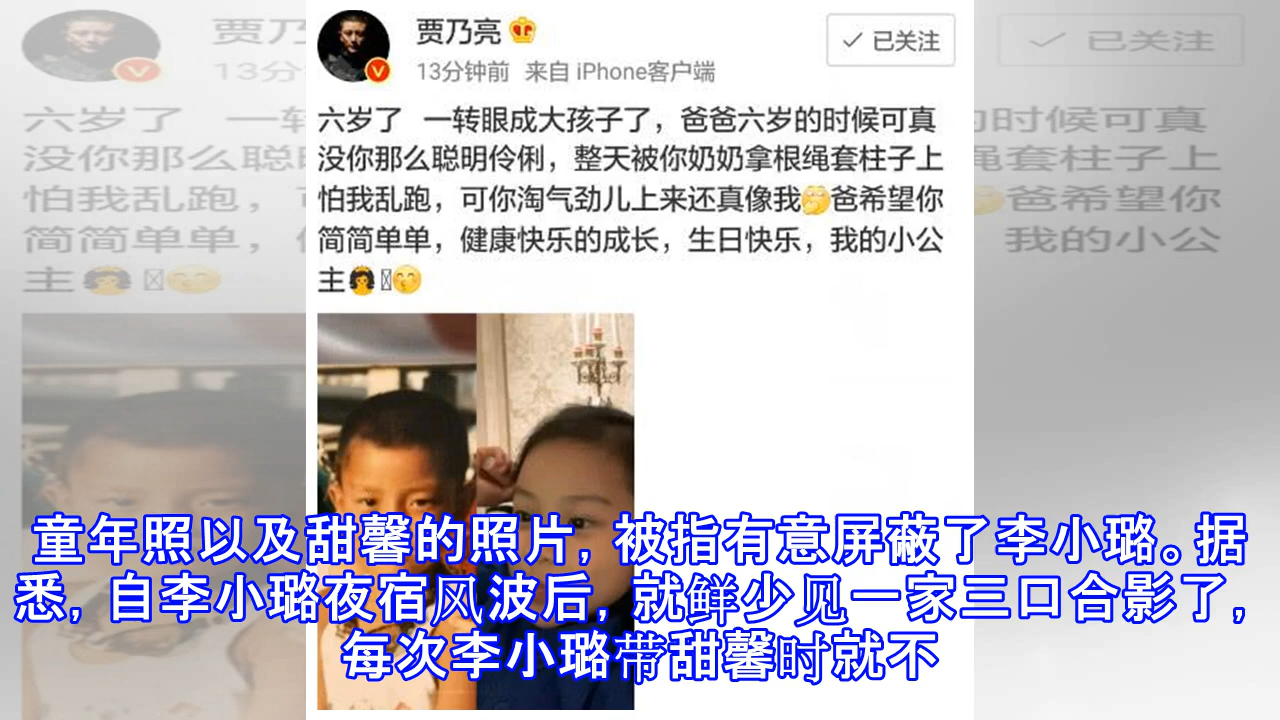 贾乃亮
已关注
13分钟前 来自 iPhone客户端
六岁了 一转眼成大孩子了，爸爸六岁的时候可真
没你那么聪明伶俐，整天被你奶奶拿根绳套柱子上
怕我乱跑，可你淘气劲儿上来还真像我🤔爸希望你
简简单单，健康快乐的成长，生日快乐，我的小公
主👸😙
童年照以及甜馨的照片，被指有意屏蔽了李小璐。据
悉，自李小璐夜宿风波后，就鲜少见一家三口合影了，
每次李小璐带甜馨时就不